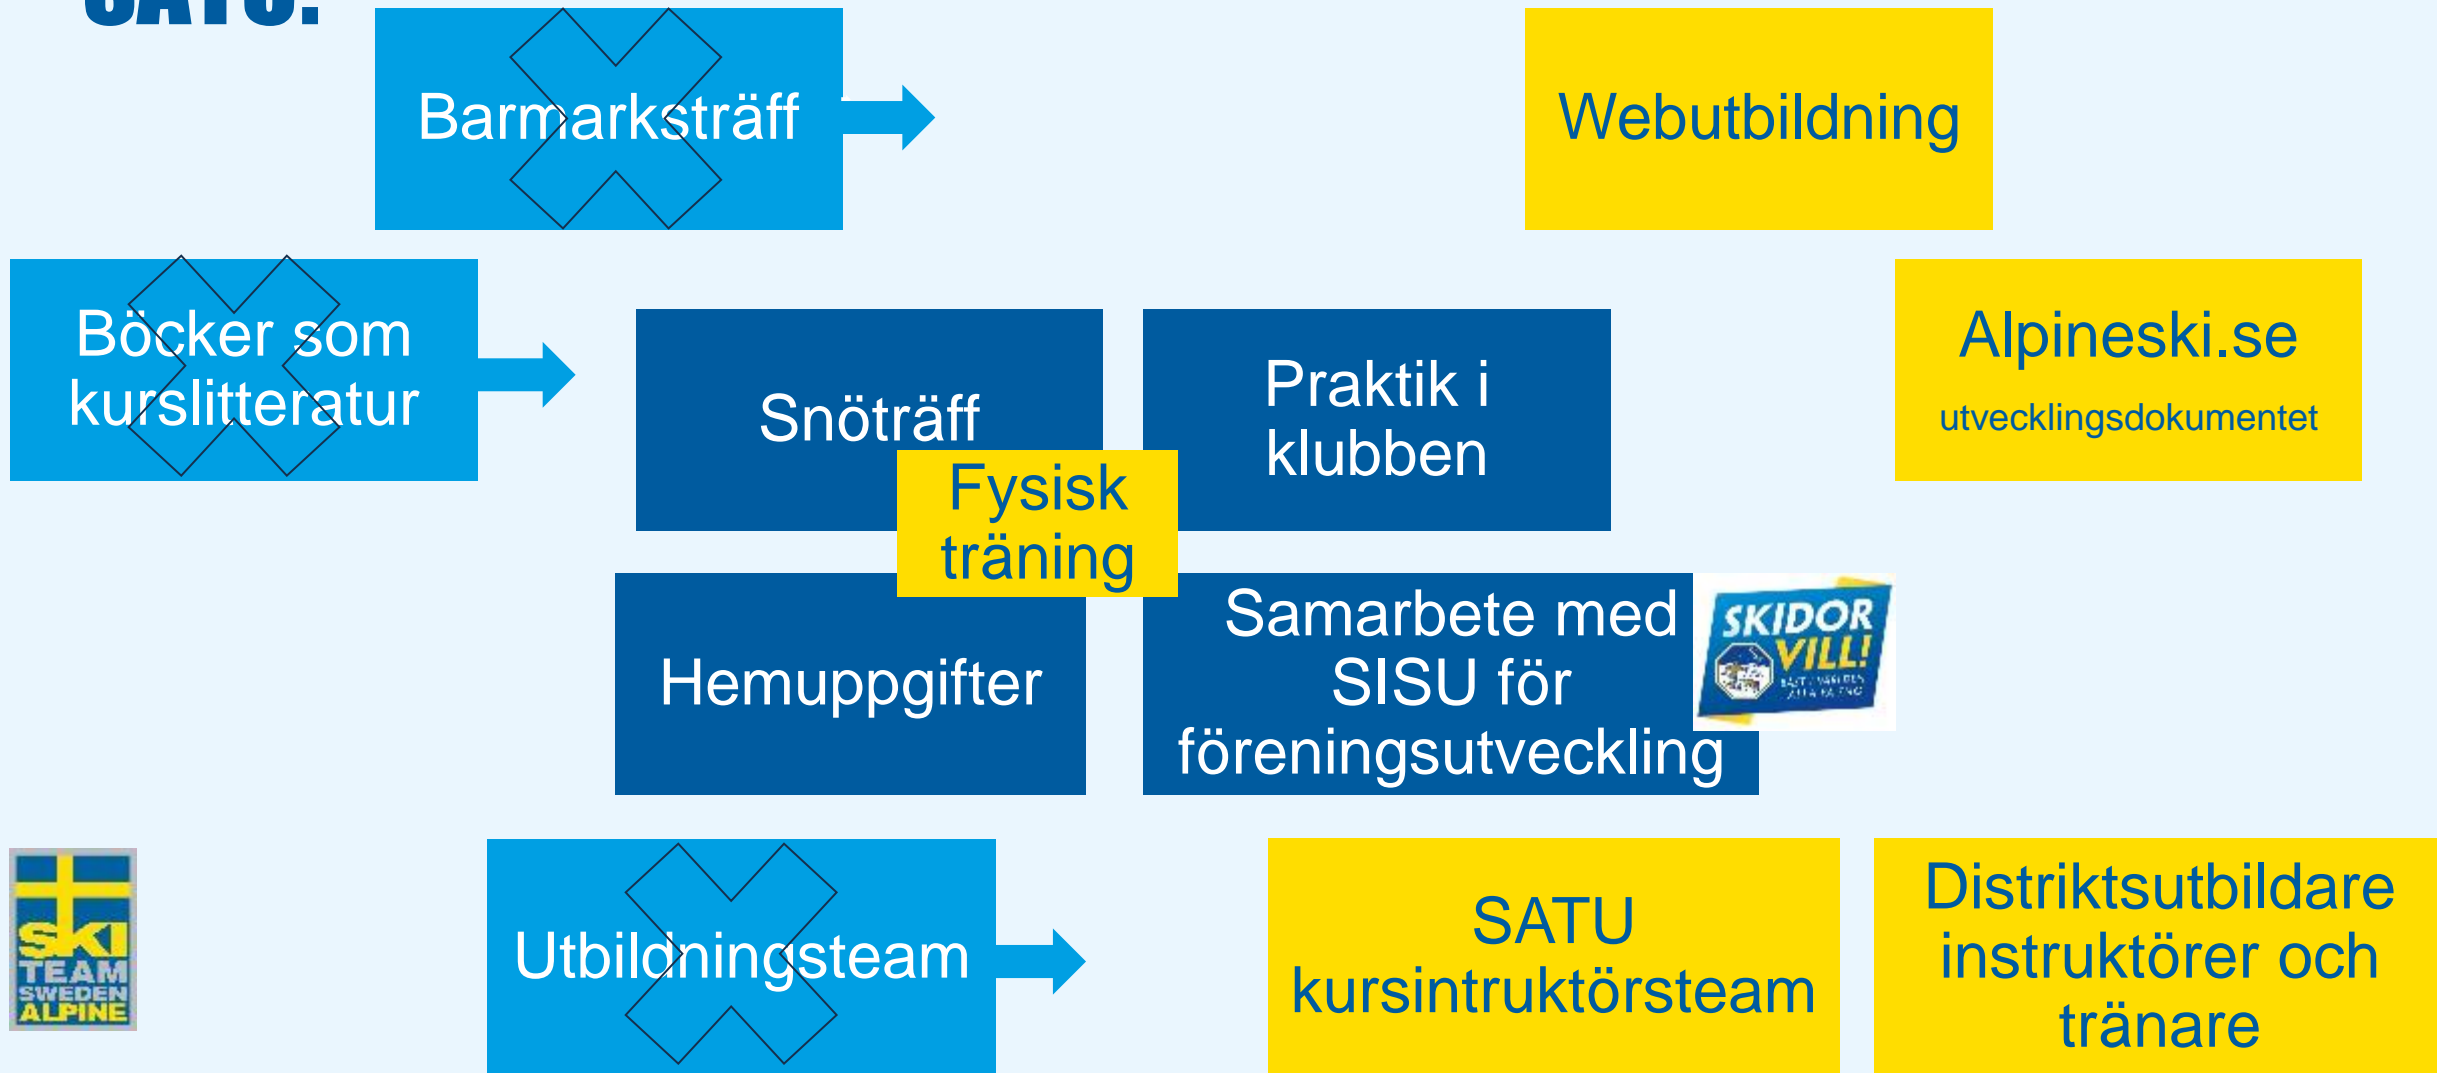 SATU.
Barmarksträff
Webutbildning
Böcker som
kurslitteratur
Snöträff
Praktik i
klubben
Alpineski.se
utvecklingsdokumentet
Fysisk
träning
Hemuppgifter
Samarbete med
SISU för
föreningsutveckling
SKIDOR
VILL!
Utbildningsteam
SATU
kursintruktörsteam
Distriktsutbildare
instruktörer och
tränare
SKI
TEAM
SWEDEN
ALPINE